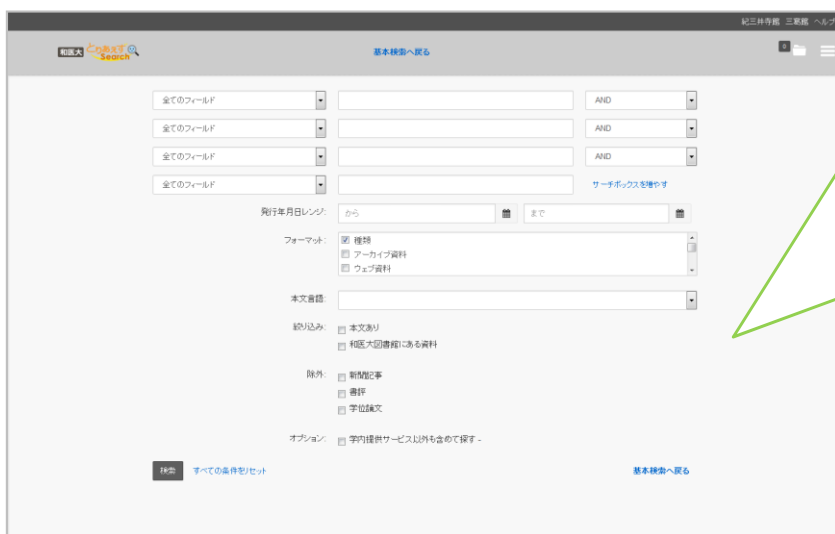 紀三井寺館 三葛館 ヘルプ
和医大 とりあえず Search
基本検索へ戻る
0
全てのフィールド AND
全てのフィールド AND
全てのフィールド AND
全てのフィールド サーチボックスを増やす
発行年月日レンジ: から まで
フォーマット: 種類
アーカイブ資料
ウェブ資料
本文言語:
絞り込み: 本文あり
和医大図書館にある資料
除外: 新聞記事
書評
学位論文
オプション: 学内提供サービス以外も含めて探す -
検索 すべての条件をリセット 基本検索へ戻る